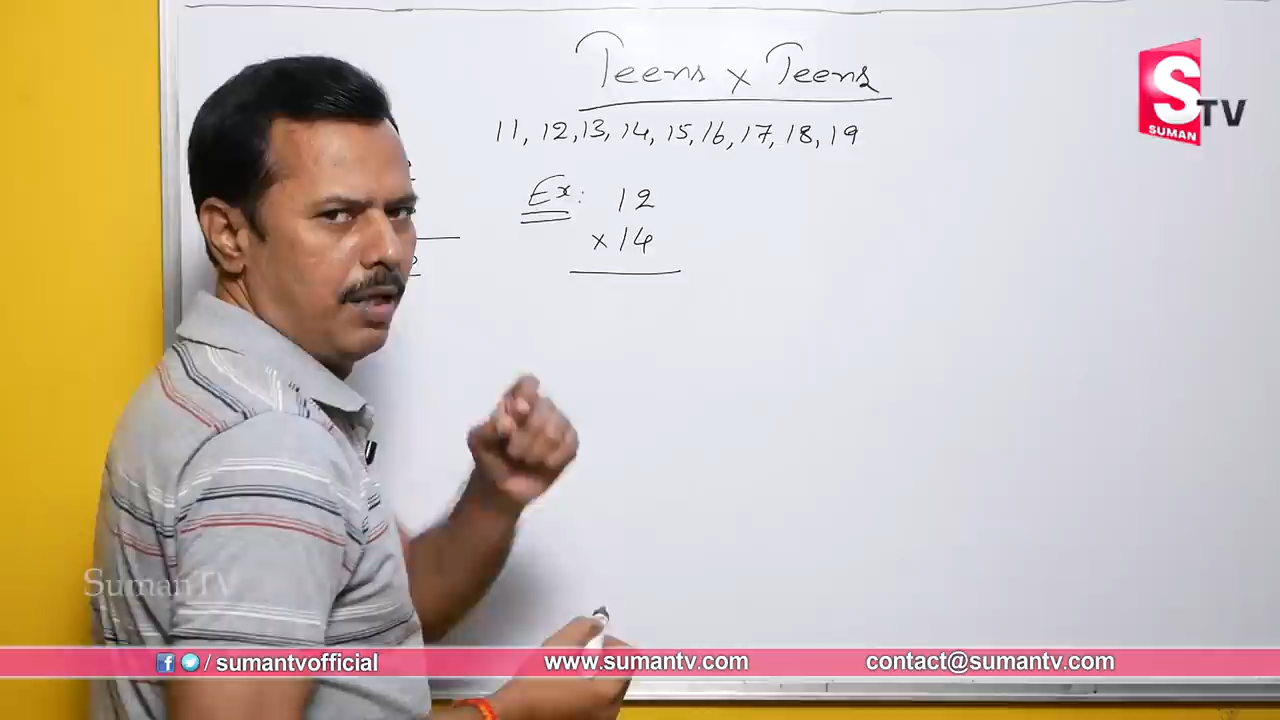 Teens x Teens
11, 12, 13, 14, 15, 16, 17, 18, 19
Ex: 12
x 14
S TV
SUMAN
SumanTV
/ sumantvofficial
www.sumantv.com
contact@sumantv.com